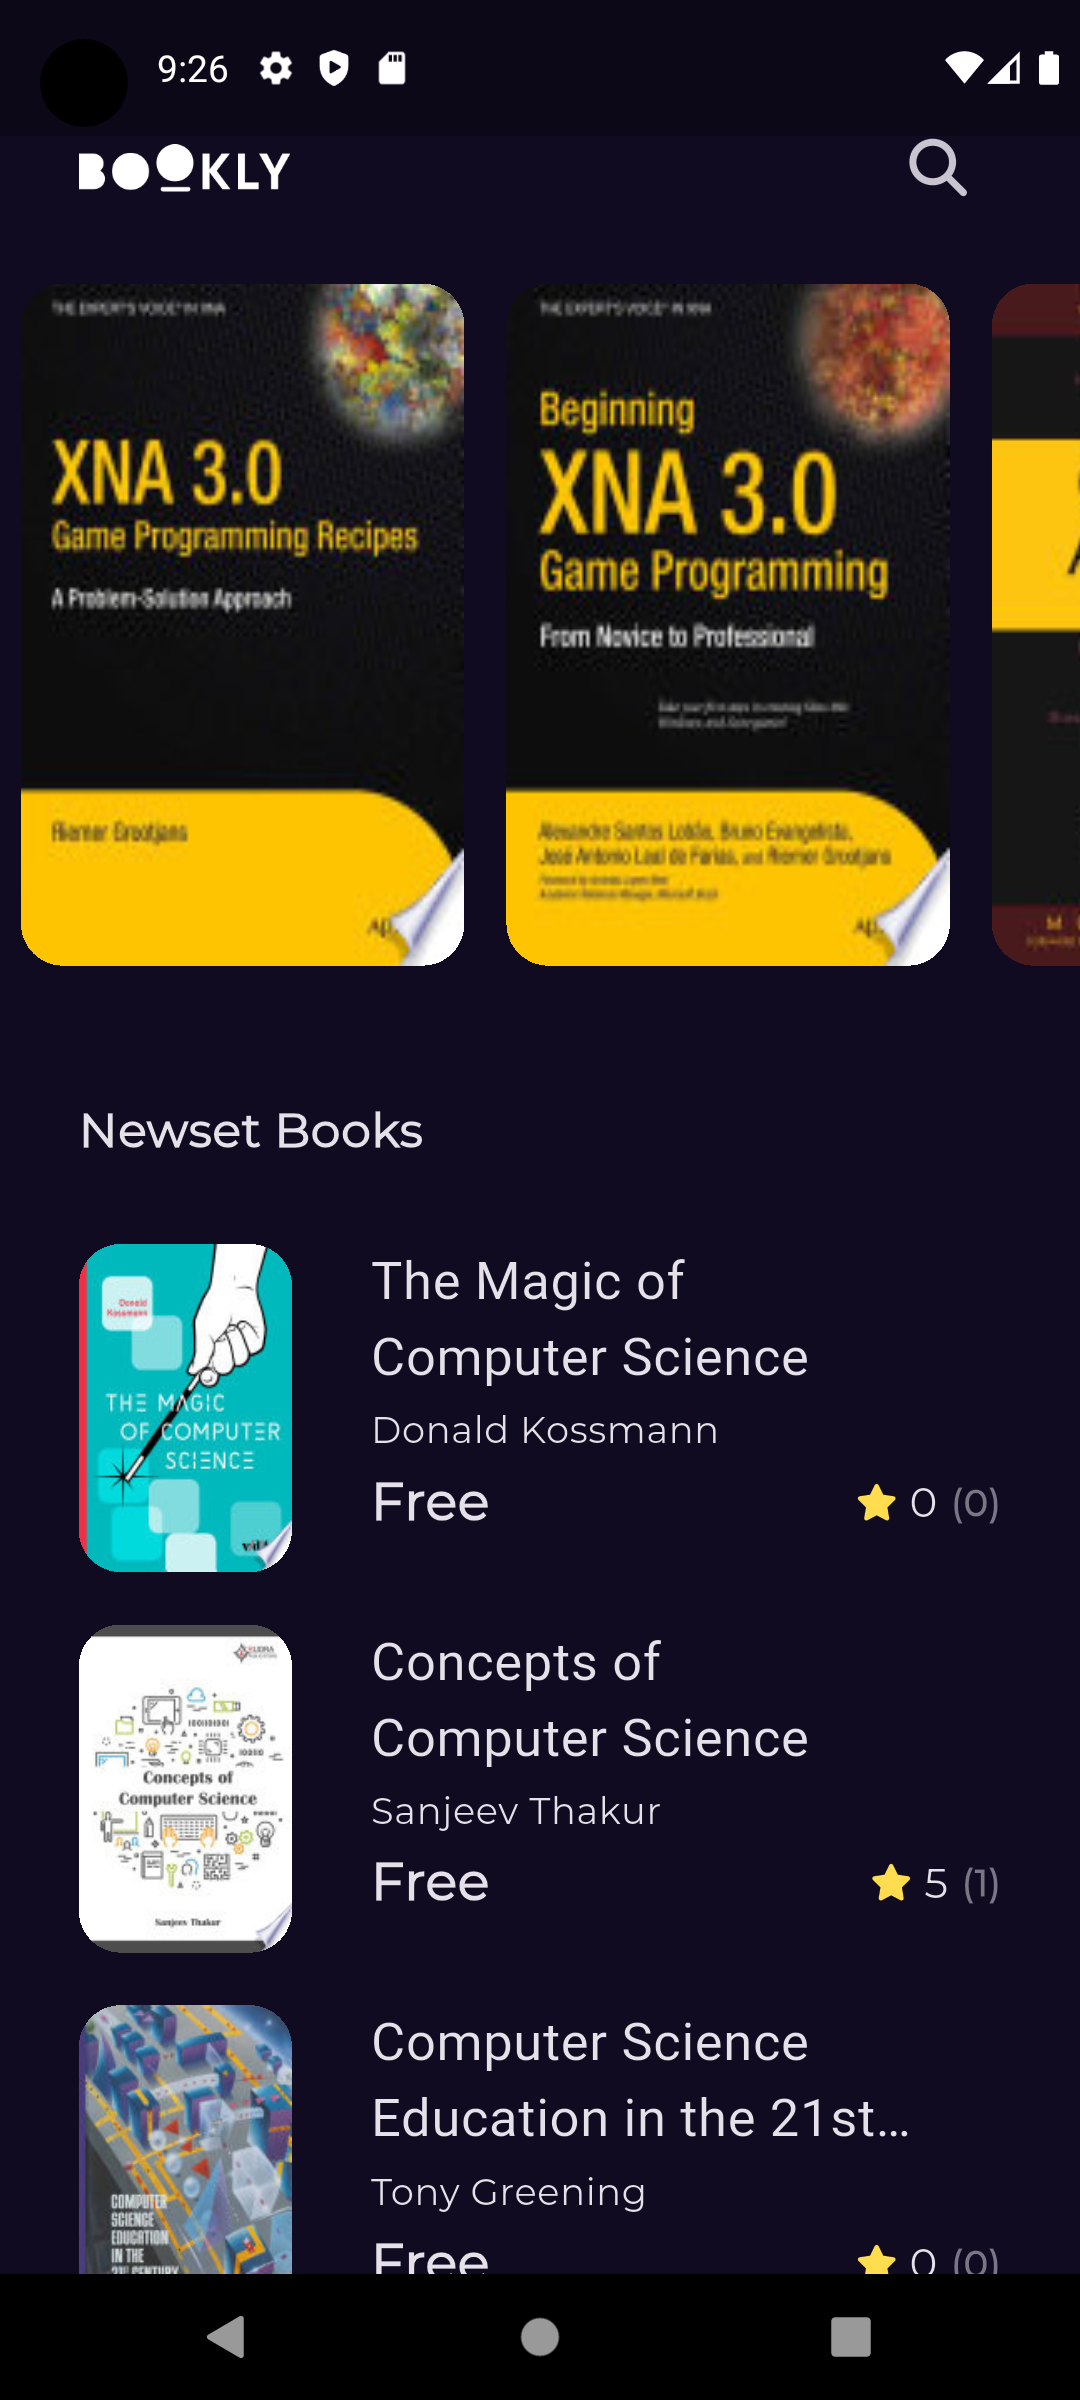 9:26
BOOKLY
THE EXPERT'S VOICE® IN XNA
XNA 3.0
Game Programming Recipes
A Problem-Solution Approach
Riemer Grootjans
THE EXPERT'S VOICE® IN XNA
Beginning
XNA 3.0
Game Programming
From Novice to Professional
Alexandre Santos Lobão, Bruno Evangelista,
José Antonio Leal de Farias, and Riemer Grootjans
Newset Books
Donald
Kossmann
THE MAGIC
OF COMPUTER
SCIENCE
The Magic of
Computer Science
Donald Kossmann
Free
0 (0)
Concepts of
Computer Science
Sanjeev Thakur
Concepts of
Computer Science
Sanjeev Thakur
Free
5 (1)
COMPUTER
SCIENCE
EDUCATION
IN THE
21ST CENTURY
Computer Science
Education in the 21st…
Tony Greening
Free
0 (0)